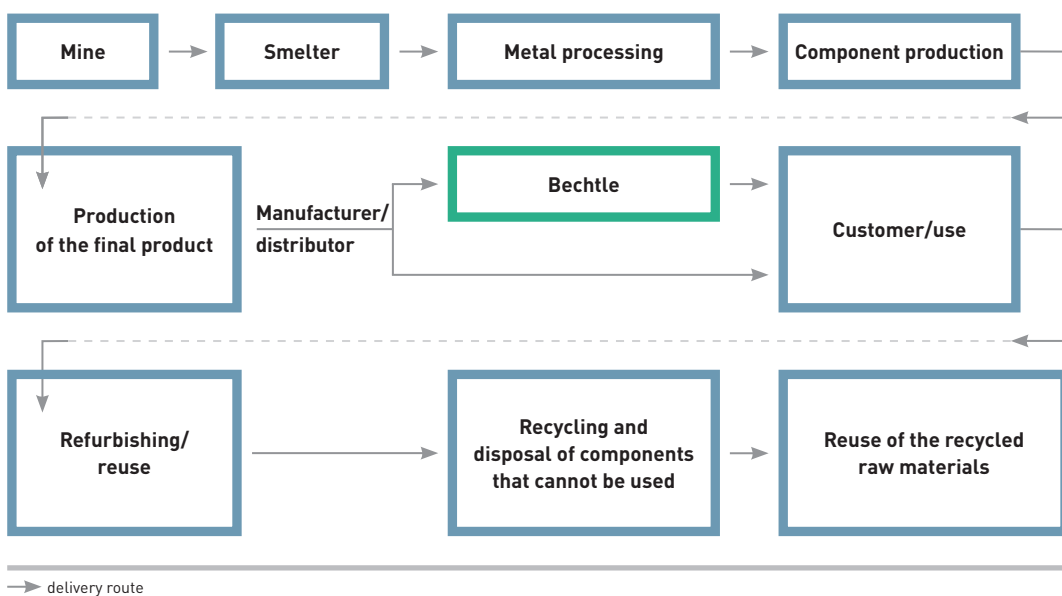 Mine
Smelter
Metal processing
Component production
Production
of the final product
Manufacturer/
distributor
Bechtle
Customer/use
Refurbishing/
reuse
Recycling and
disposal of components
that cannot be used
Reuse of the recycled
raw materials
delivery route